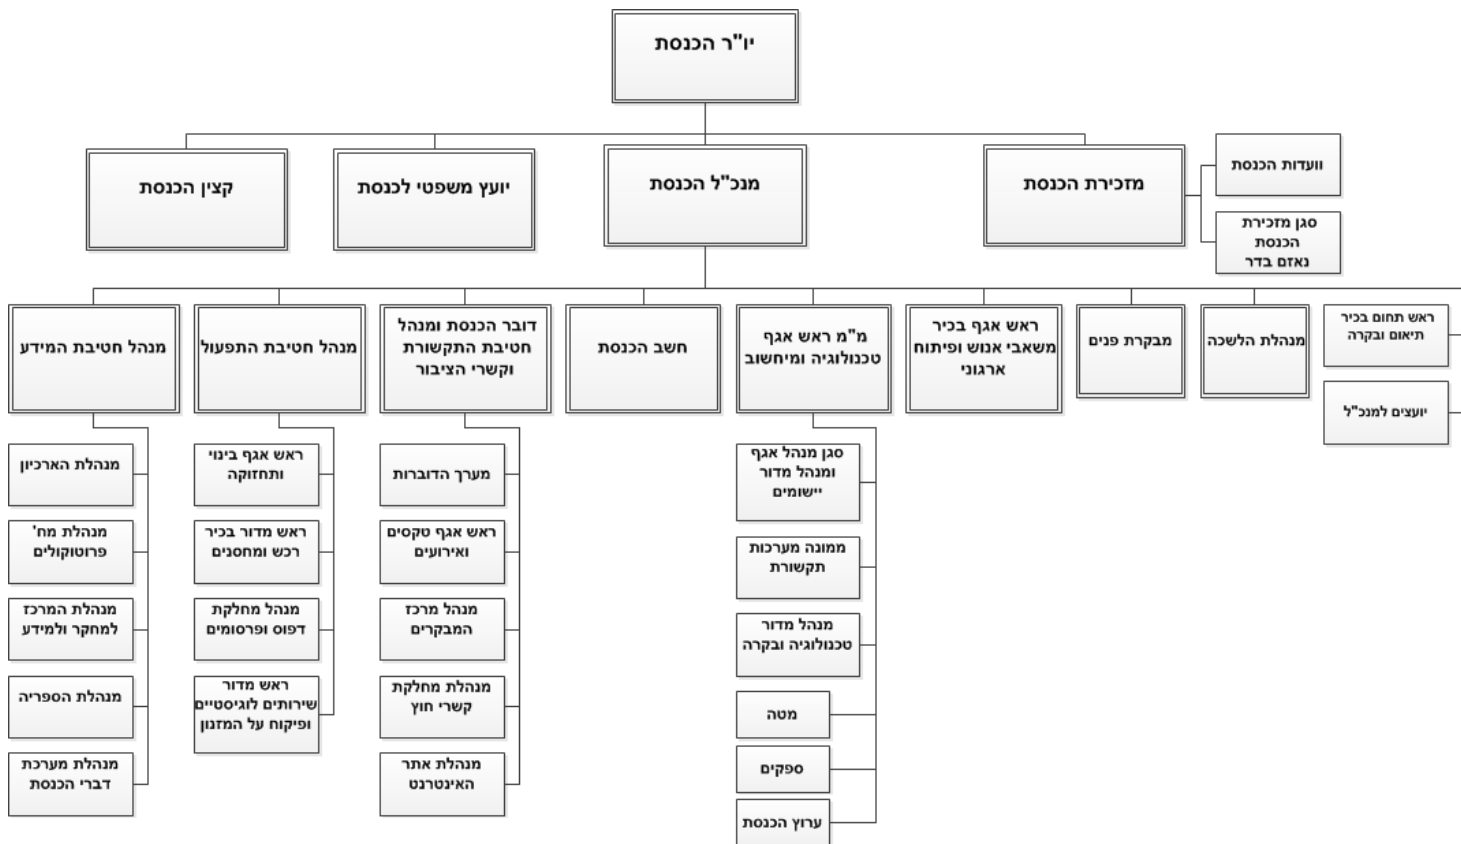 יו"ר הכנסת
מזכירת הכנסת
מנכ"ל הכנסת
יועץ משפטי לכנסת
קצין הכנסת
וועדות הכנסת
סגן מזכירת
הכנסת
נאזם בדר
ראש תחום בכיר
תיאום ובקרה
יועצים למנכ"ל
מנהלת הלשכה
מבקרת פנים
ראש אגף בכיר
משאבי אנוש ופיתוח
ארגוני
מ"מ ראש אגף
טכנולוגיה ומיחשוב
חשב הכנסת
דובר הכנסת ומנהל
חטיבת התקשורת
וקשרי הציבור
מנהל חטיבת התפעול
מנהל חטיבת המידע
סגן מנהל אגף
ומנהל מדור
יישומים
ממונה מערכות
תקשורת
מנהל מדור
טכנולוגיה ובקרה
מטה
ספקים
ערוץ הכנסת
מערך הדוברות
ראש אגף טקסים
ואירועים
מנהל מרכז
המבקרים
מנהלת מחלקת
קשרי חוץ
מנהלת אתר
האינטרנט
ראש אגף בינוי
ותחזוקה
ראש מדור בכיר
רכש ומחסנים
מנהל מחלקת
דפוס ופרסומים
ראש מדור
שירותים לוגיסטיים
ופיקוח על המזנון
מנהלת הארכיון
מנהלת מח'
פרוטוקולים
מנהלת המרכז
למחקר ולמידע
מנהלת הספריה
מנהלת מערכת
דברי הכנסת